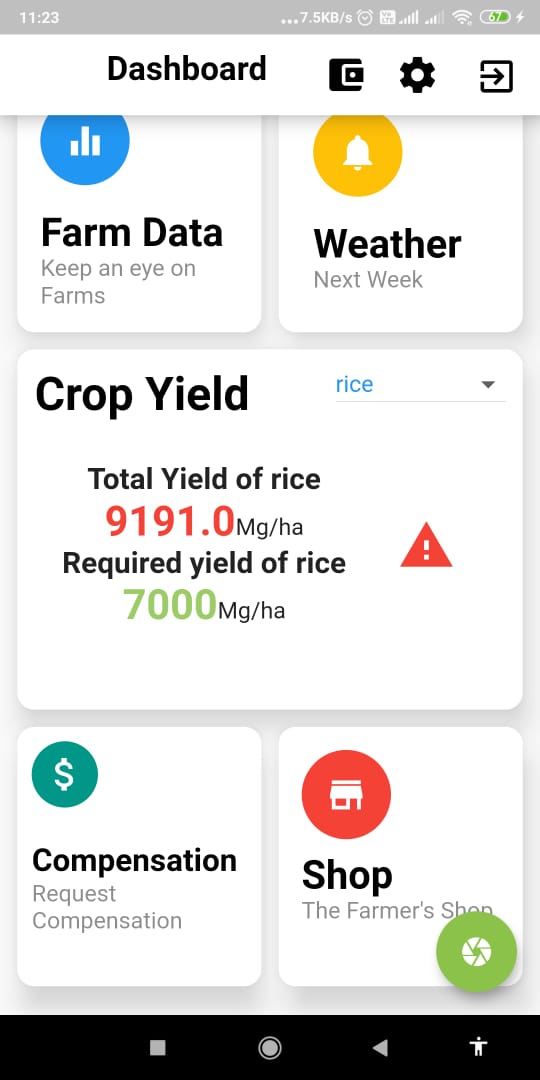 11:23
...7.5KB/s
Vo LTE
67
Dashboard
Farm Data
Keep an eye on
Farms
Weather
Next Week
Crop Yield
rice
Total Yield of rice
9191.0Mg/ha
Required yield of rice
7000Mg/ha
$
Compensation
Request
Compensation
Shop
The Farmer's Shop